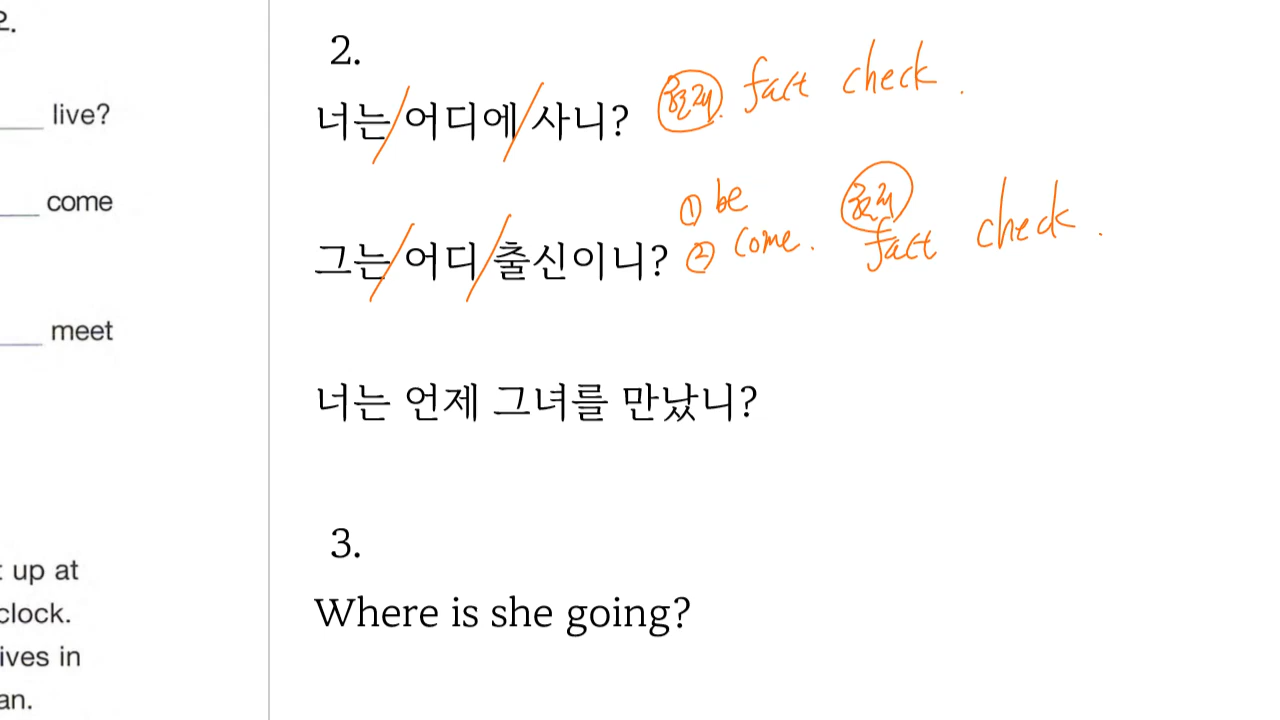 오.
live?
come
meet
up at
clock.
ives in
an.
2.
너는/어디에/사니? 현재. fact check.
① be
② come. 현재 fact check.
그는/어디/출신이니?
너는 언제 그녀를 만났니?
3.
Where is she going?